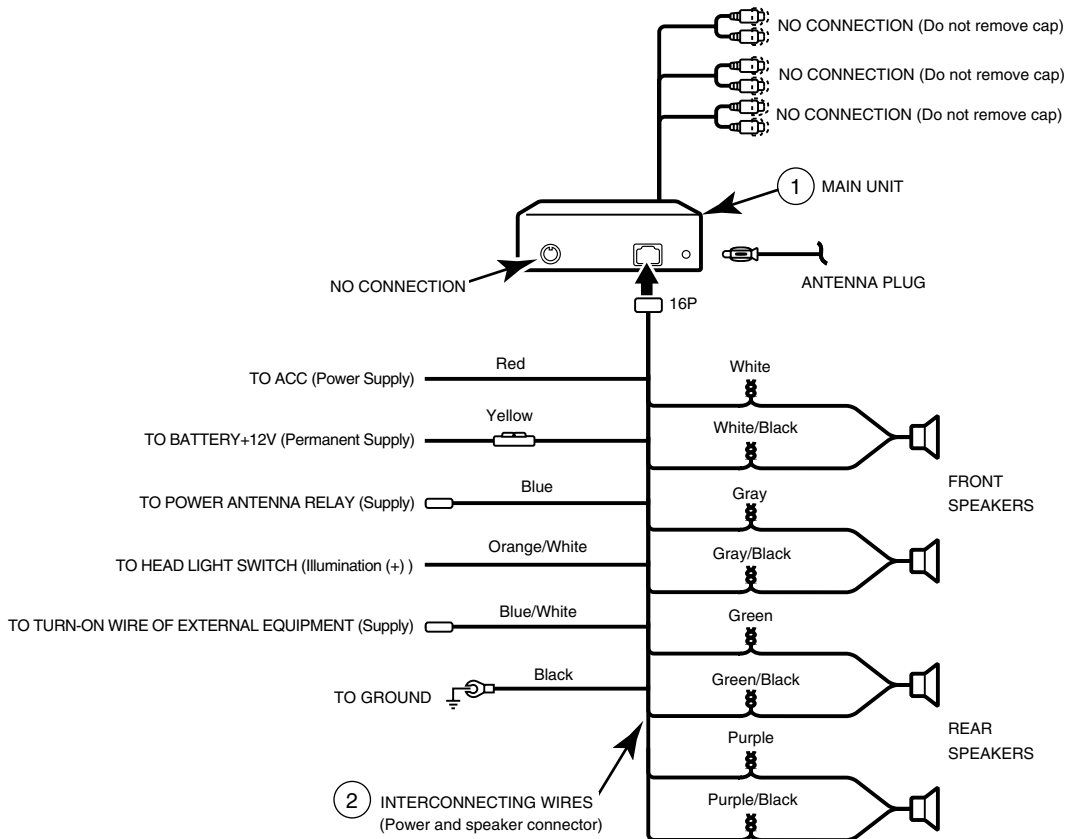 NO CONNECTION (Do not remove cap)
NO CONNECTION (Do not remove cap)
NO CONNECTION (Do not remove cap)
1 MAIN UNIT
NO CONNECTION
ANTENNA PLUG
16P
Red
TO ACC (Power Supply)
Yellow
TO BATTERY+12V (Permanent Supply)
Blue
TO POWER ANTENNA RELAY (Supply)
Orange/White
TO HEAD LIGHT SWITCH (Illumination (+) )
Blue/White
TO TURN-ON WIRE OF EXTERNAL EQUIPMENT (Supply)
Black
TO GROUND
White
White/Black
FRONT
SPEAKERS
Gray
Gray/Black
Green
Green/Black
REAR
SPEAKERS
Purple
Purple/Black
2 INTERCONNECTING WIRES
(Power and speaker connector)